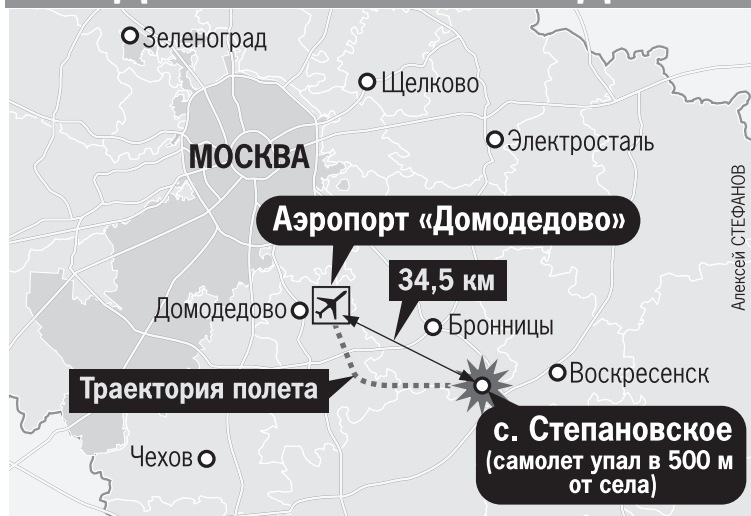 Зеленоград
Щелково
Электросталь
МОСКВА
Алексей СТЕФАНОВ
Аэропорт «Домодедово»
34,5 км
Домодедово
Бронницы
Траектория полета
Воскресенск
с. Степановское
(самолет упал в 500 м
от села)
Чехов